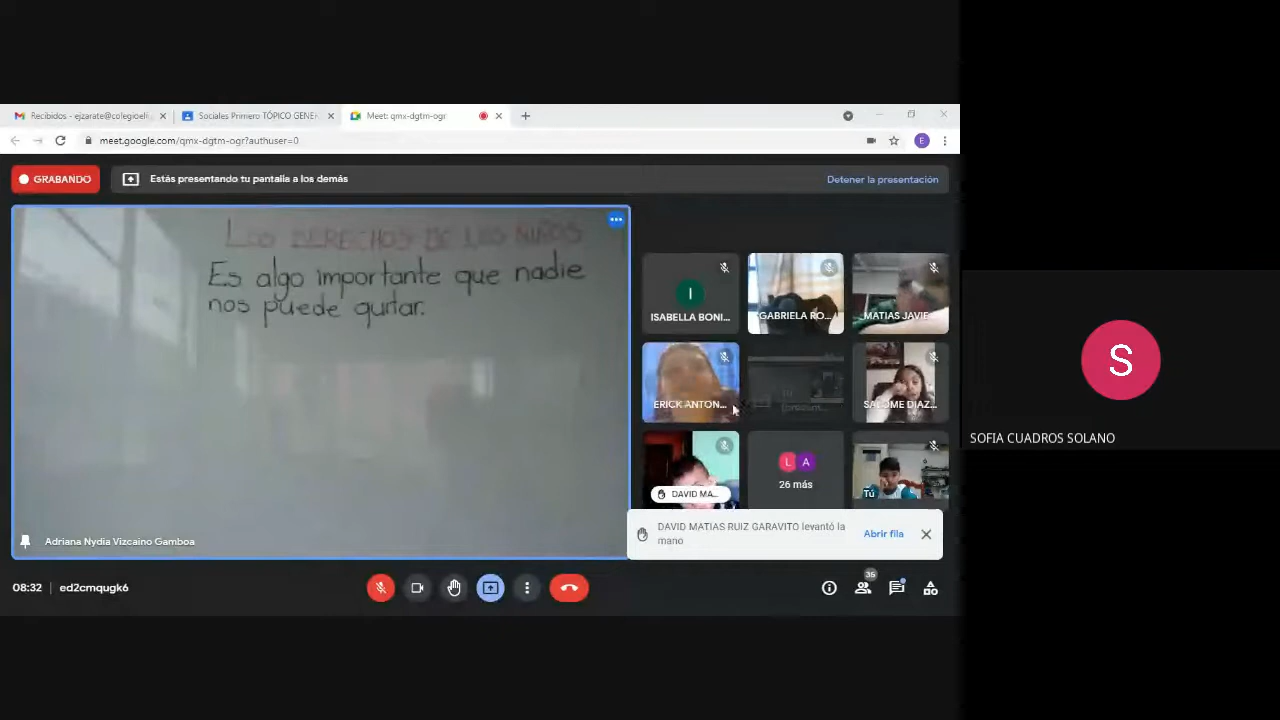 Recibidos - ejzarate@colegioeli
Sociales Primero TÓPICO GENE
Meet: qmx-dgtm-ogr
meet.google.com/qmx-dgtm-ogr?authuser=0
E
GRABANDO
Estás presentando tu pantalla a los demás
Detener la presentación
LOS DERECHOS DE LOS NIÑOS
Es algo importante que nadie
nos puede quitar.
I
ISABELLA BONI...
GABRIELA RO...
MATIAS JAVIE...
ERICK ANTON...
SALOME DIAZ...
DAVID MA...
L A
26 más
Tú
DAVID MATIAS RUIZ GARAVITO levantó la
mano
Abrir fila
Adriana Nydia Vizcaino Gamboa
08:32 | ed2cmqugk6
35
S
SOFIA CUADROS SOLANO